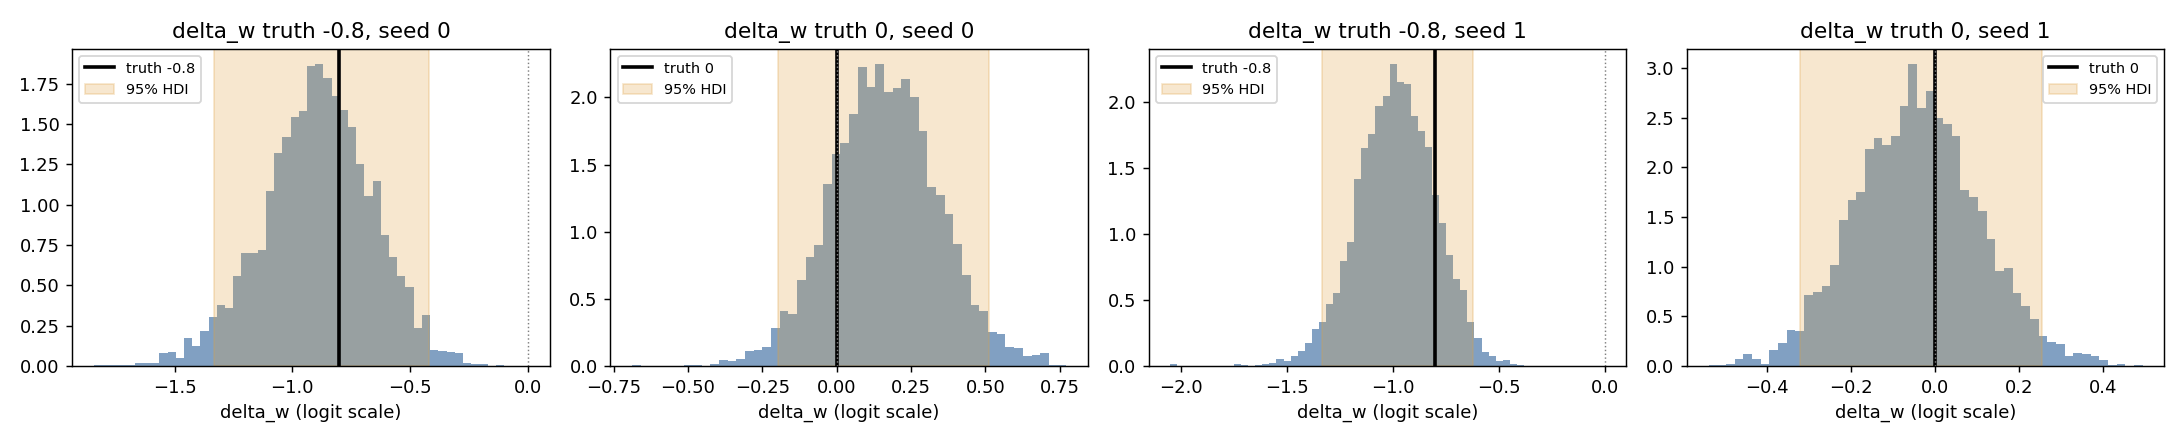 delta_w truth -0.8, seed 0
truth -0.8
95% HDI
1.75
1.50
1.25
1.00
0.75
0.50
0.25
0.00
−1.5
−1.0
−0.5
0.0
delta_w (logit scale)
delta_w truth 0, seed 0
truth 0
95% HDI
2.0
1.5
1.0
0.5
0.0
−0.75
−0.50
−0.25
0.00
0.25
0.50
0.75
delta_w (logit scale)
delta_w truth -0.8, seed 1
truth -0.8
95% HDI
2.0
1.5
1.0
0.5
0.0
−2.0
−1.5
−1.0
−0.5
0.0
delta_w (logit scale)
delta_w truth 0, seed 1
truth 0
95% HDI
3.0
2.5
2.0
1.5
1.0
0.5
0.0
−0.4
−0.2
0.0
0.2
0.4
delta_w (logit scale)